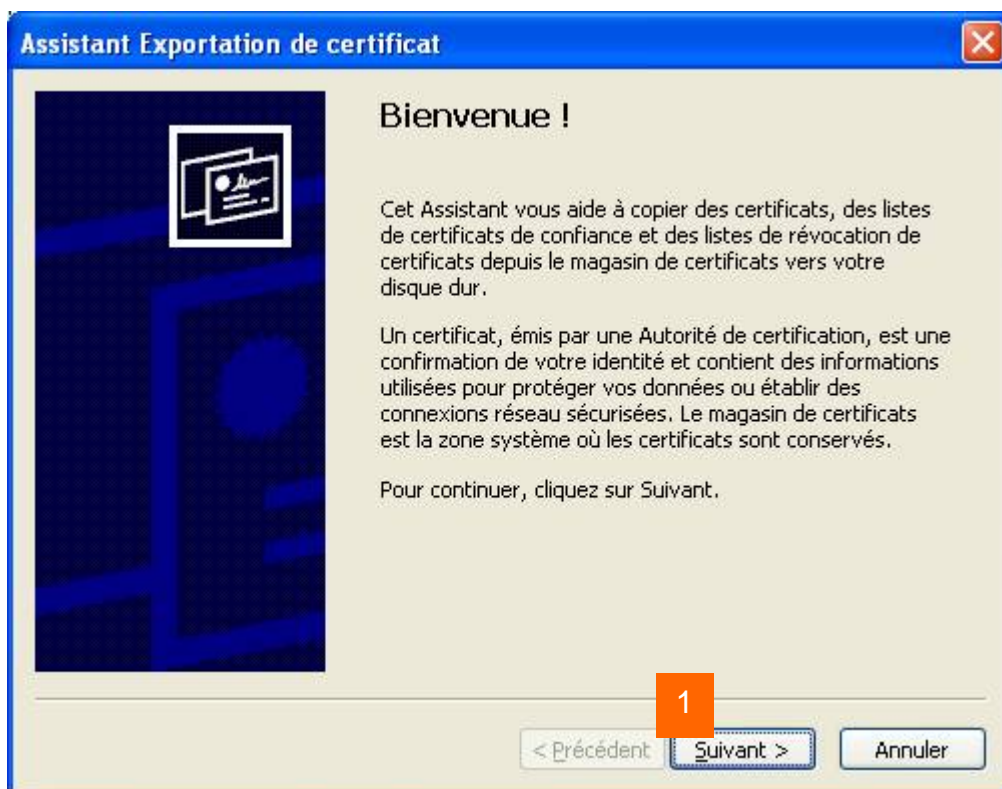 Assistant Exportation de certificat
Bienvenue !
Cet Assistant vous aide à copier des certificats, des listes
de certificats de confiance et des listes de révocation de
certificats depuis le magasin de certificats vers votre
disque dur.
Un certificat, émis par une Autorité de certification, est une
confirmation de votre identité et contient des informations
utilisées pour protéger vos données ou établir des
connexions réseau sécurisées. Le magasin de certificats
est la zone système où les certificats sont conservés.
Pour continuer, cliquez sur Suivant.
1
< Précédent Suivant > Annuler